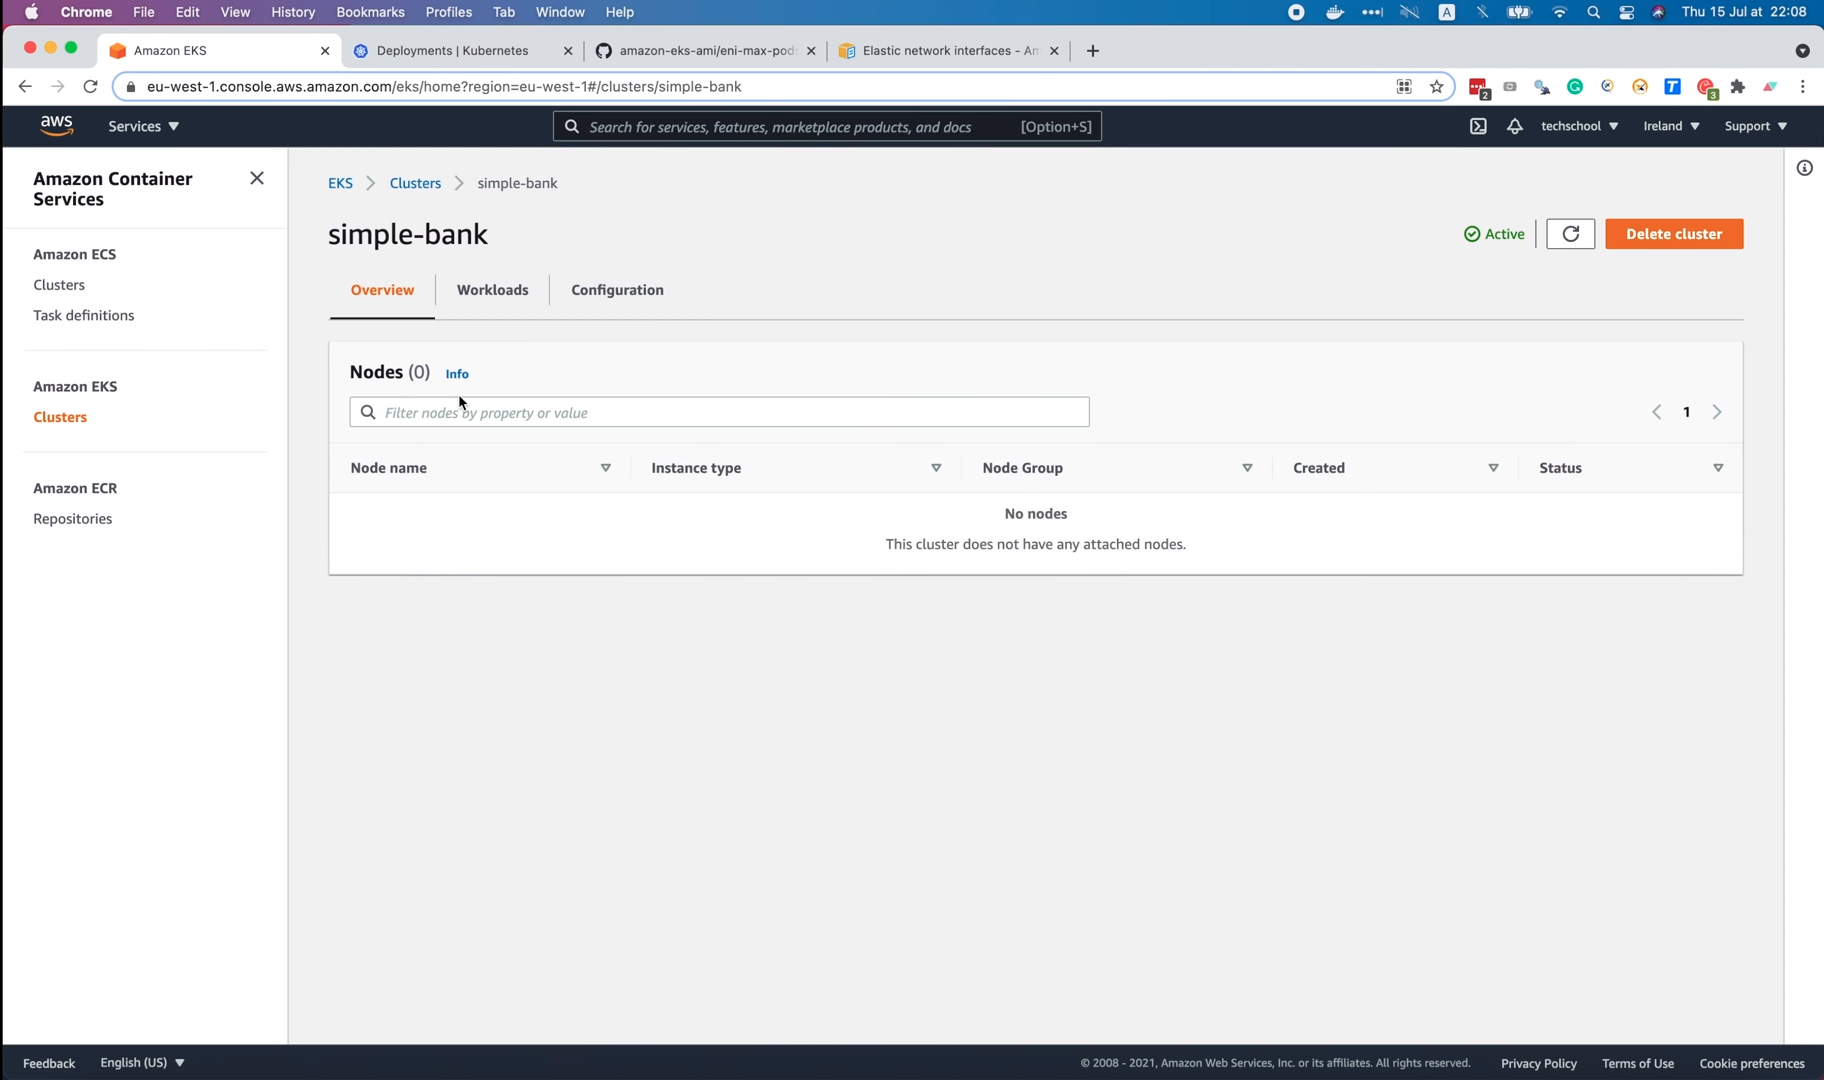 Chrome File Edit View History Bookmarks Profiles Tab Window Help A Thu 15 Jul at 22:08
Amazon EKS Deployments | Kubernetes amazon-eks-ami/eni-max-pod Elastic network interfaces - Am
eu-west-1.console.aws.amazon.com/eks/home?region=eu-west-1#/clusters/simple-bank 2 T 3
aws Services Search for services, features, marketplace products, and docs [Option+S] techschool Ireland Support
Amazon Container
Services
Amazon ECS
Clusters
Task definitions
Amazon EKS
Clusters
Amazon ECR
Repositories
EKS Clusters simple-bank
simple-bank
Active Delete cluster
Overview Workloads Configuration
Nodes (0) Info
Filter nodes by property or value 1
Node name Instance type Node Group Created Status
No nodes
This cluster does not have any attached nodes.
Feedback English (US) © 2008 - 2021, Amazon Web Services, Inc. or its affiliates. All rights reserved. Privacy Policy Terms of Use Cookie preferences